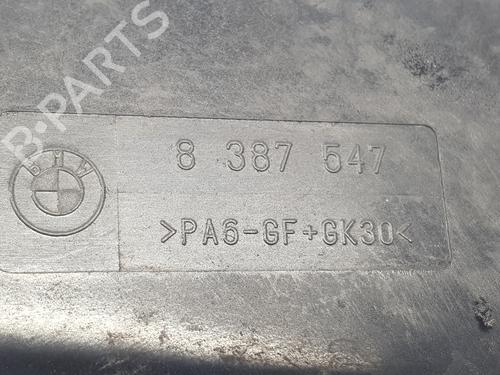 B-PARTS
BMW
8 387 547
>PA6-GF+GK30<